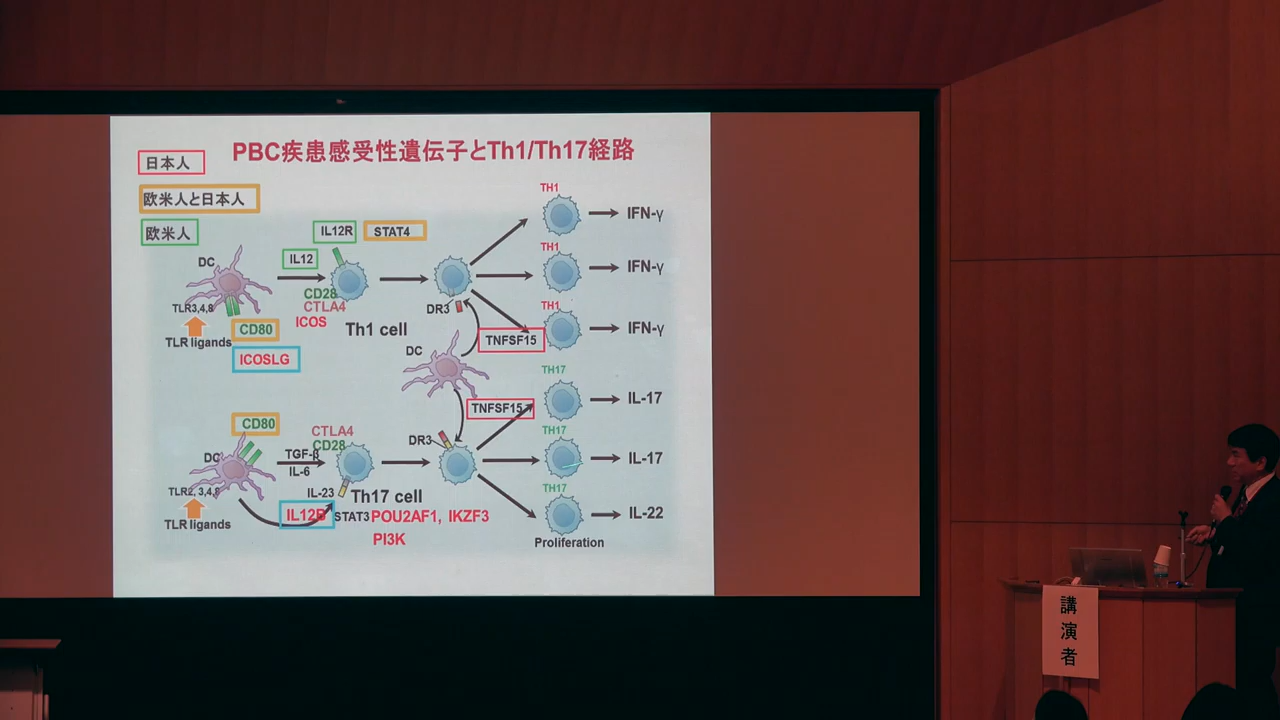 PBC疾患感受性遺伝子とTh1/Th17経路
日本人
欧米人と日本人
欧米人
TH1
IL12R
STAT4
IFN-γ
DC
IL12
TH1
IFN-γ
CD28
CTLA4
ICOS
TLR3,4,8
DR3
TH1
CD80
Th1 cell
IFN-γ
TLR ligands
TNFSF15
ICOSLG
DC
TH17
IL-17
TNFSF15
CD80
CTLA4
CD28
DR3
TH17
DC
TGF-β
IL-6
IL-17
TLR2, 3,4,8
IL-23
Th17 cell
TH17
TLR ligands
IL12B
STAT3
POU2AF1, IKZF3
IL-22
PI3K
Proliferation
講演者